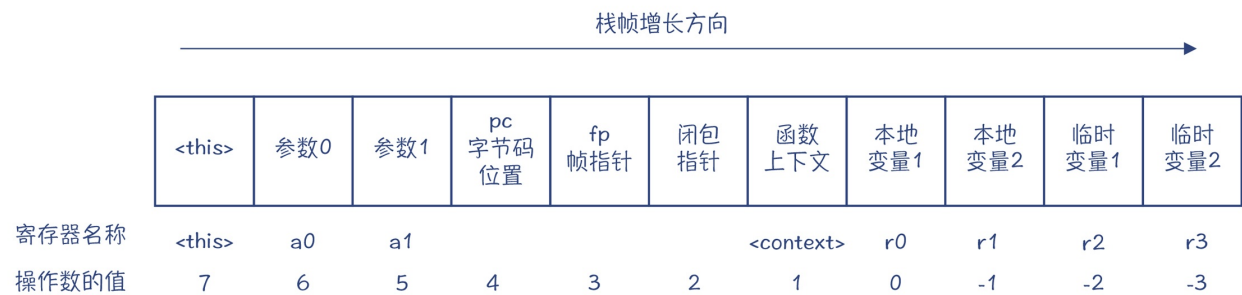 栈帧增长方向
<this>
参数0
参数1
pc
字节码
位置
fp
帧指针
闭包
指针
函数
上下文
本地
变量1
本地
变量2
临时
变量1
临时
变量2
寄存器名称 <this> a0 a1 <context> r0 r1 r2 r3
操作数的值 7 6 5 4 3 2 1 0 -1 -2 -3